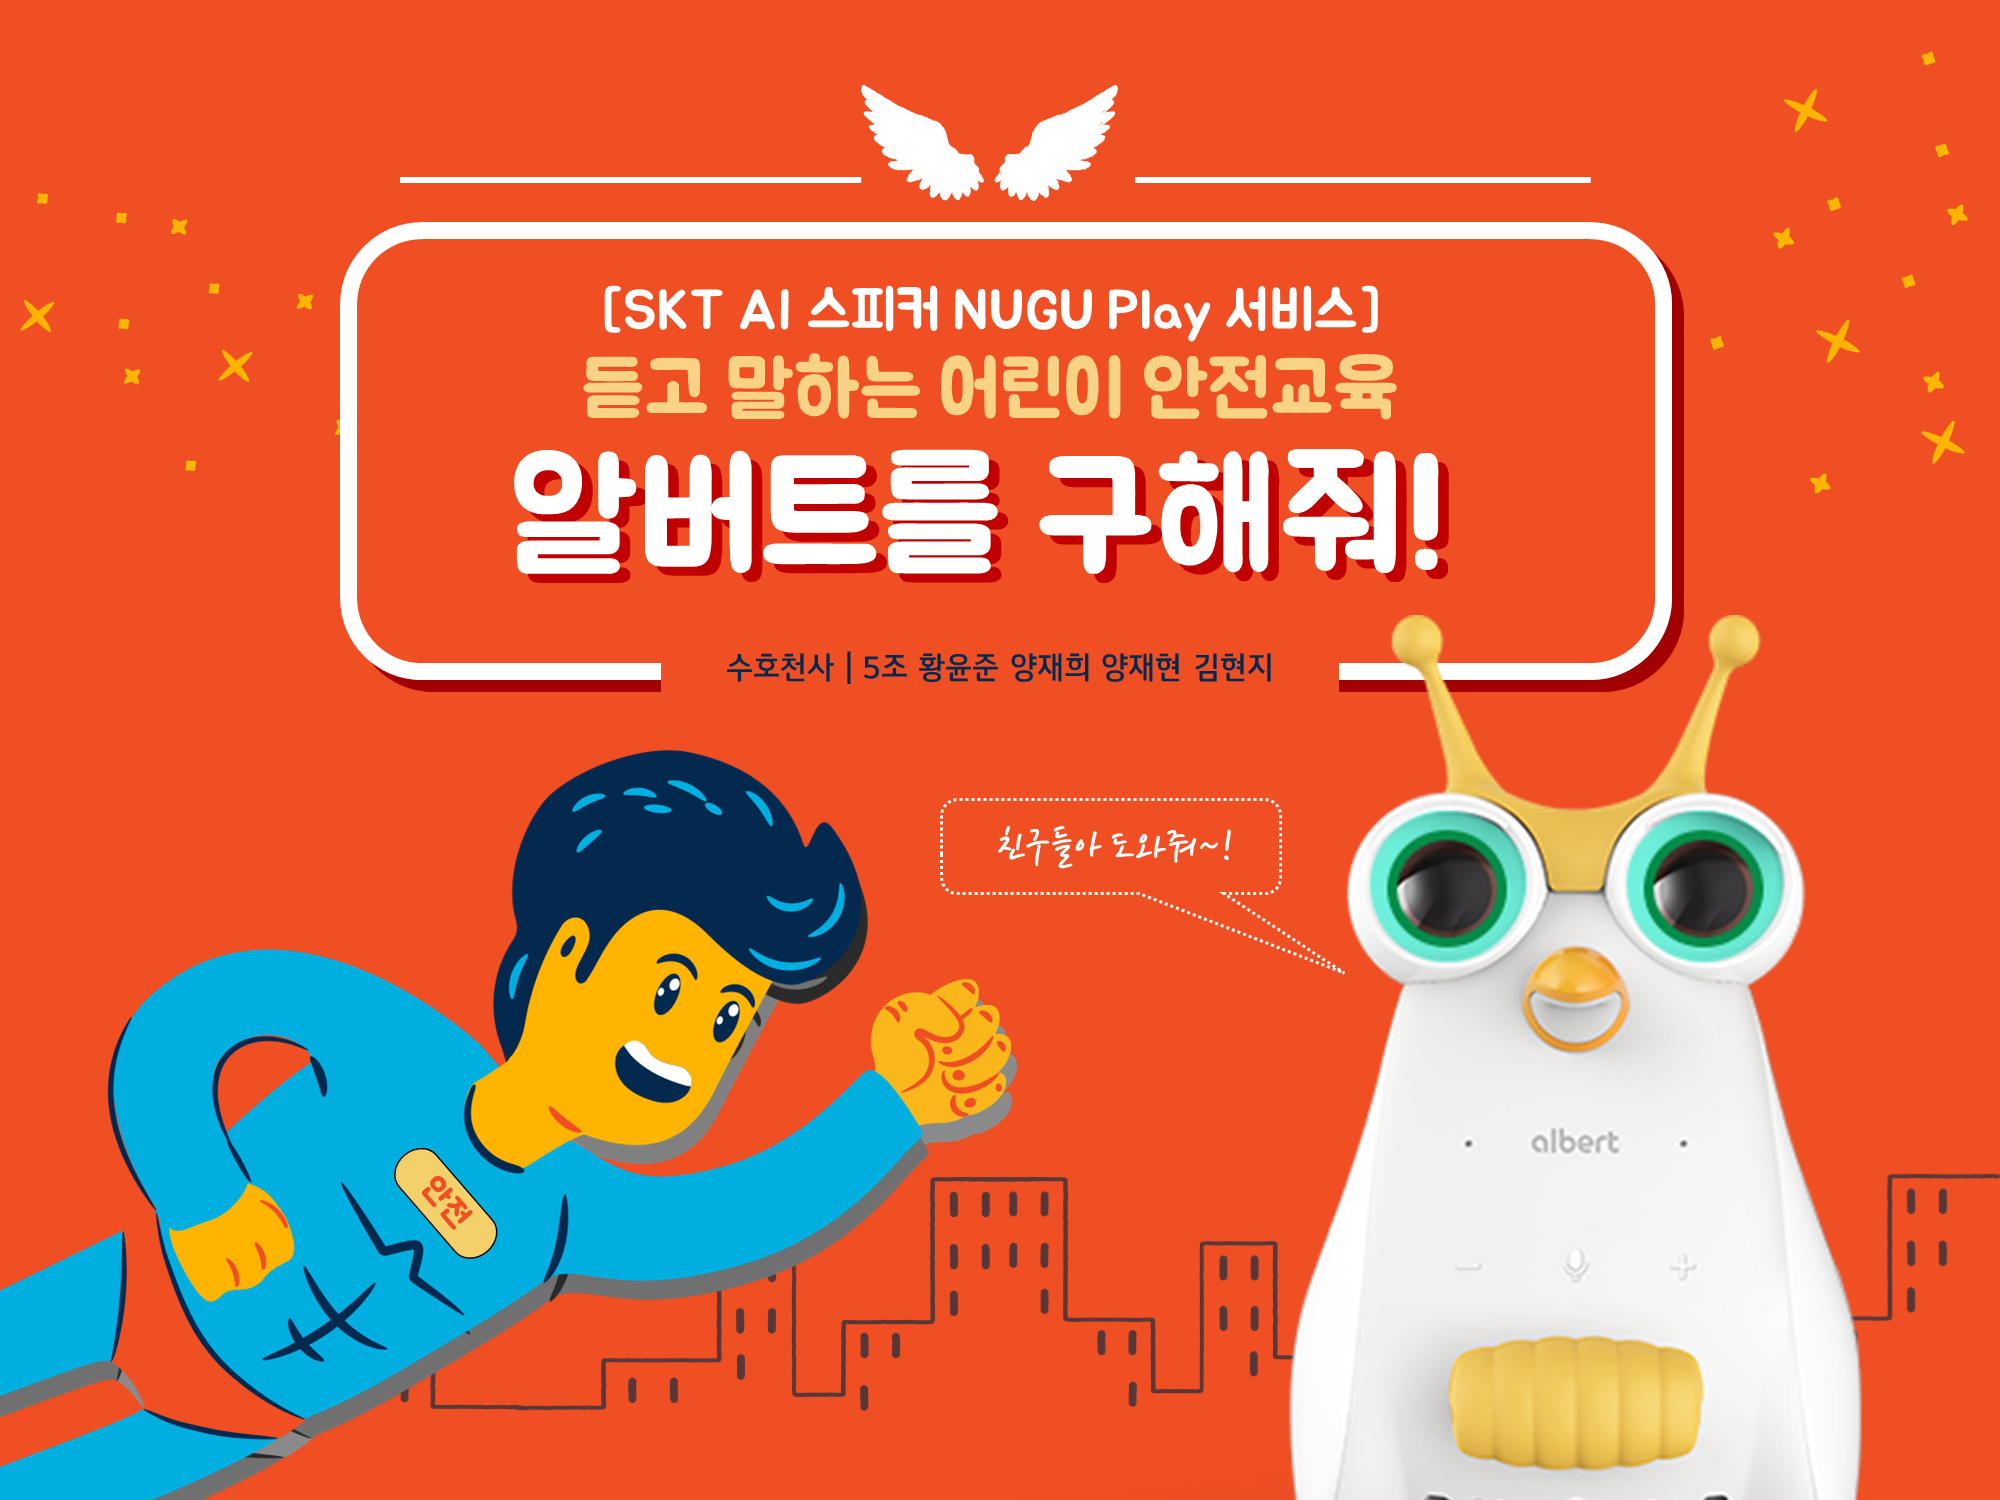 [SKT AI 스피커 NUGU Play 서비스]
듣고 말하는 어린이 안전교육
알버트를 구해줘!
수호천사 | 5조 황윤준 양재희 양재현 김현지
친구들아 도와줘~!
albert
안전